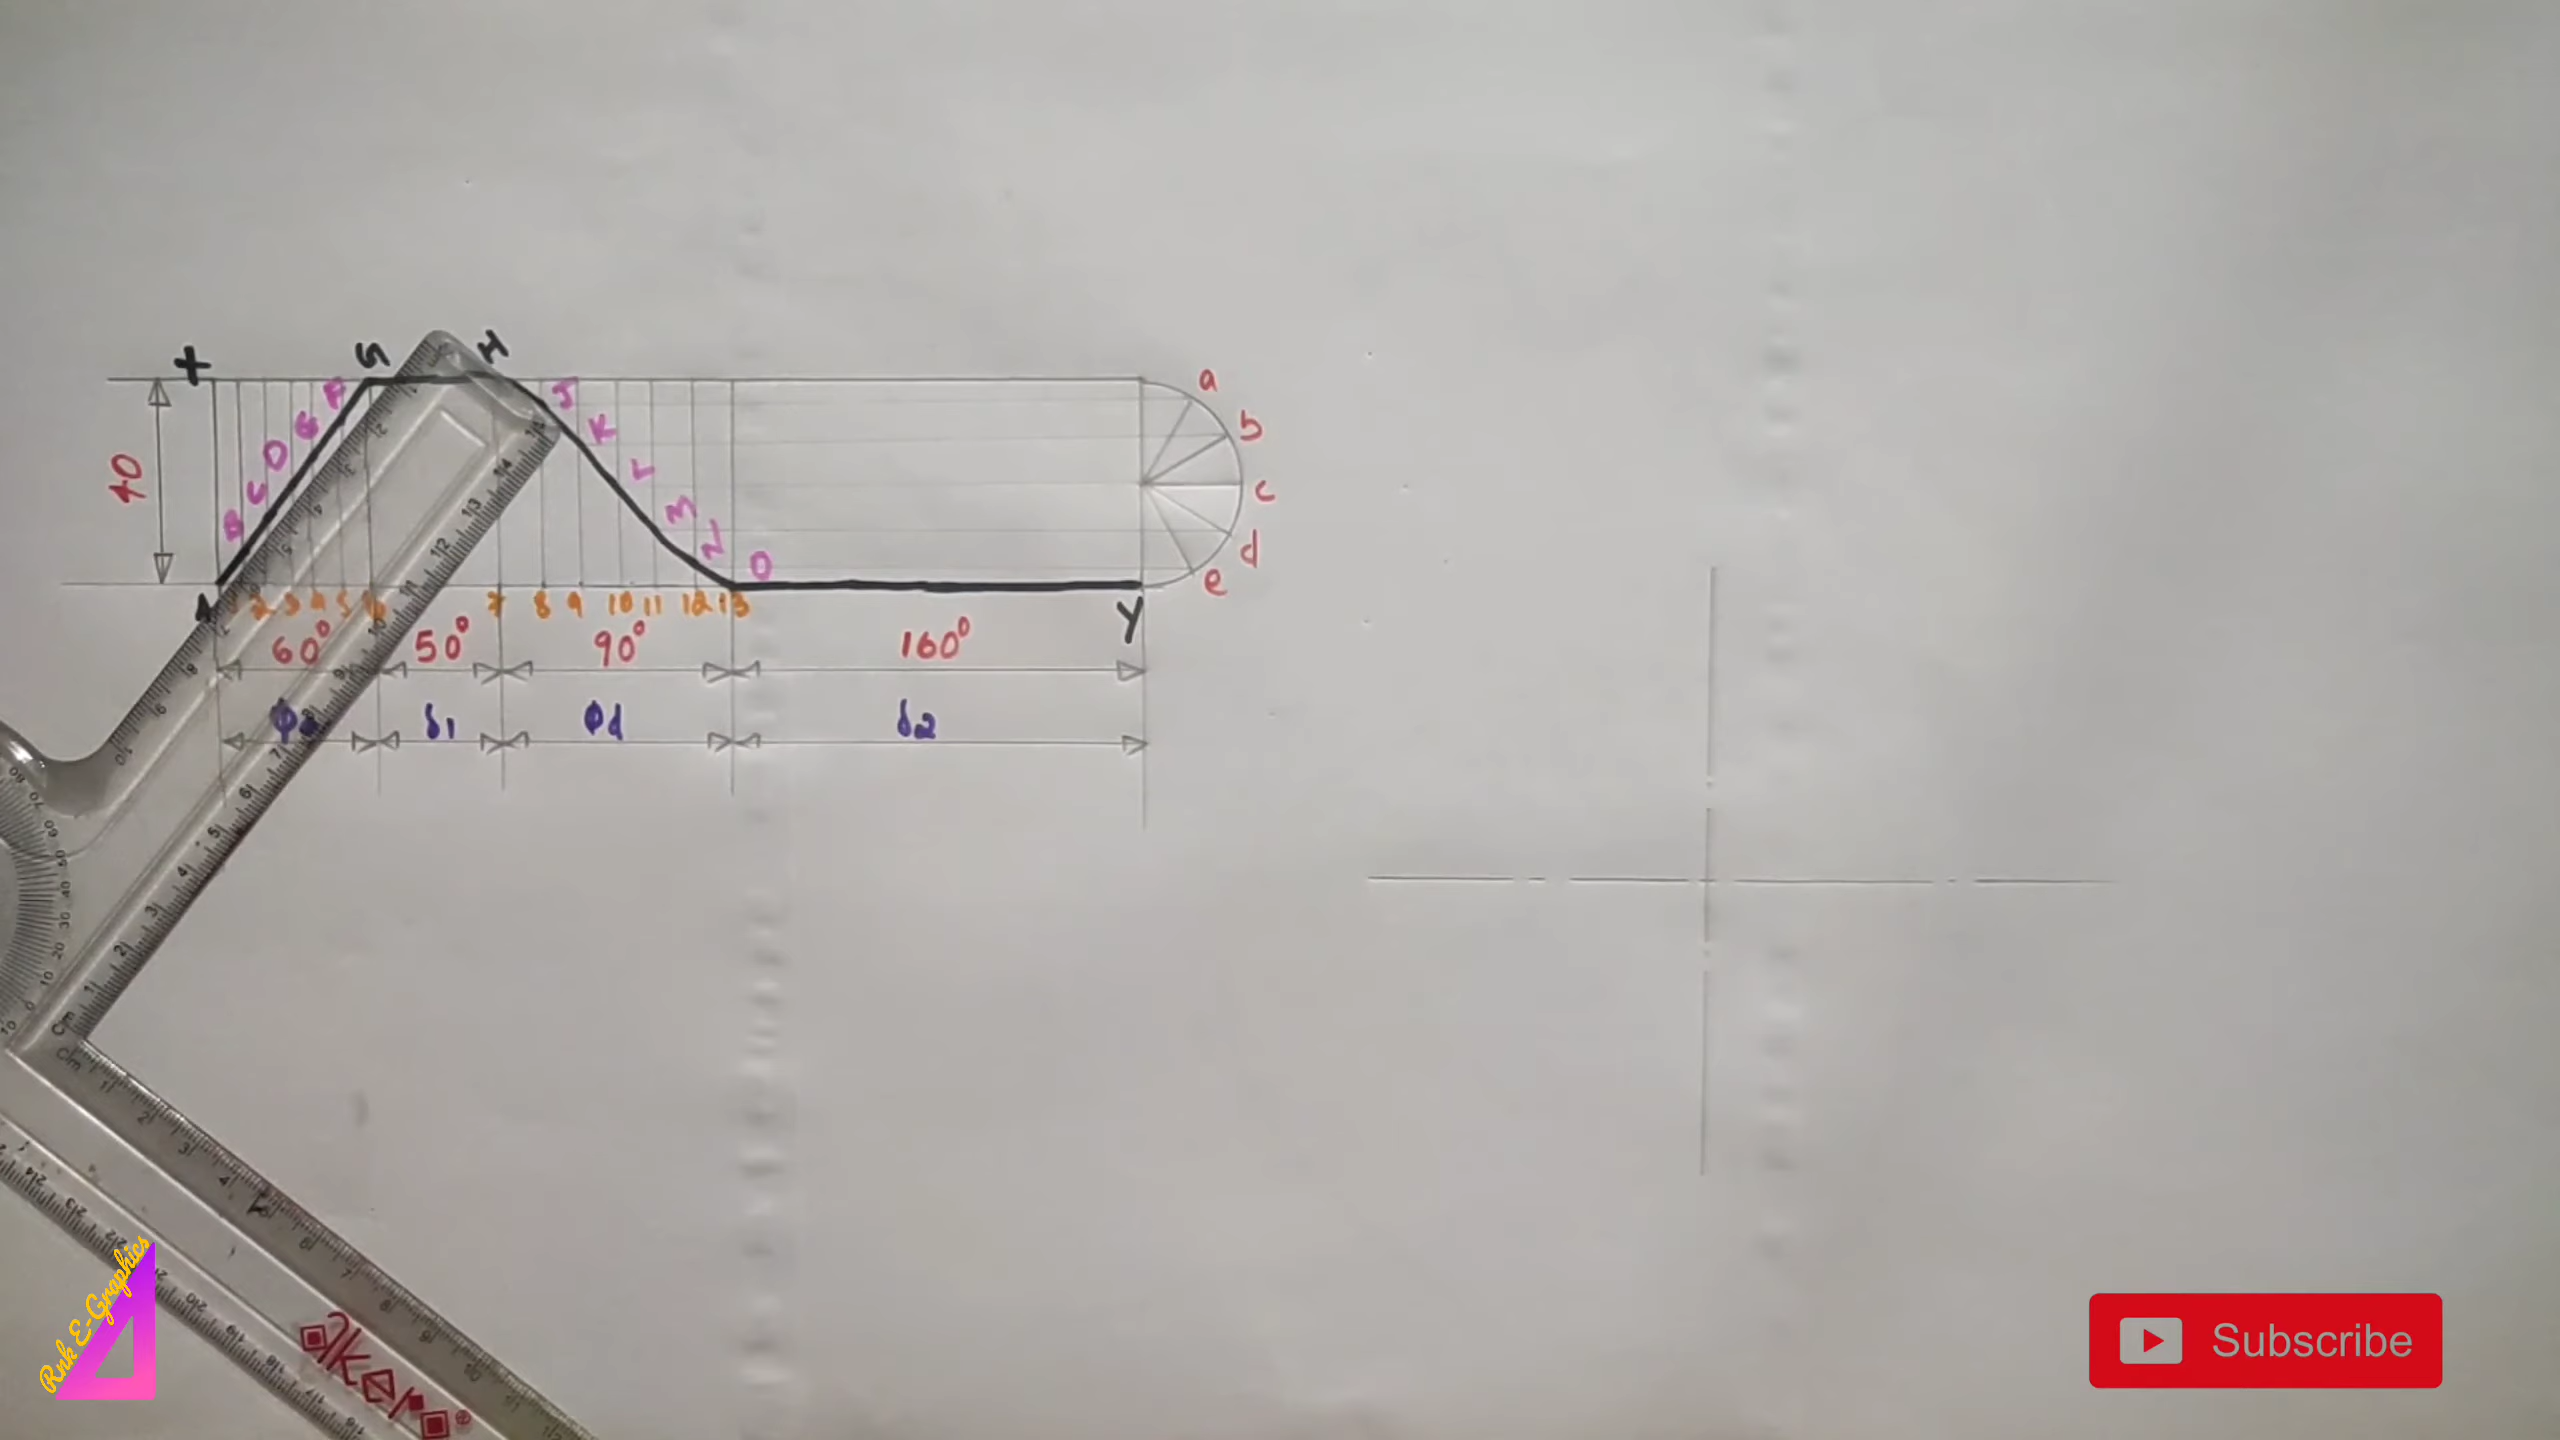 X G H
a
F J
G K b
D
40 C L c
B M
N d
O e
A 2 3 4 5 6 7 8 9 10 11 12 13 Y
60° 50° 90° 160°
δ1 Φd δ2
Rnk E-Graphics
Subscribe